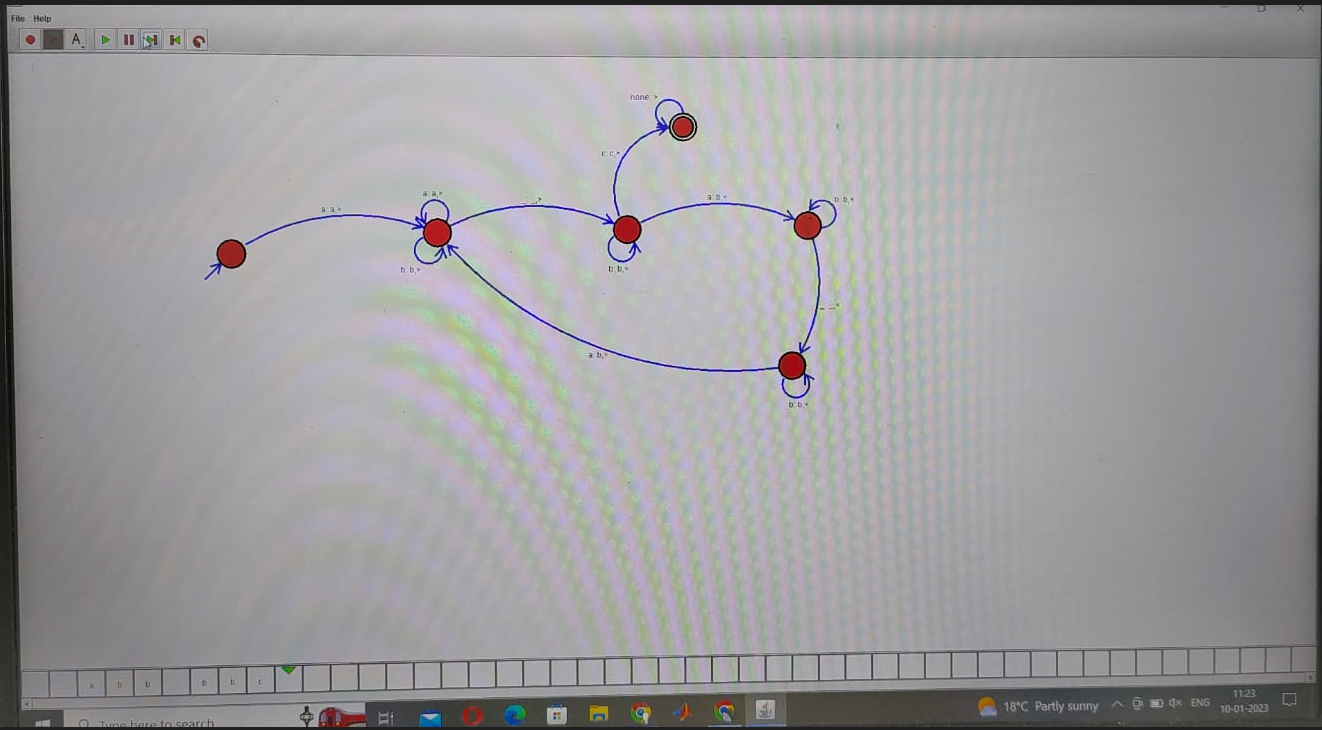 File Help
A
none >
c: c,>
a: a,>
a: a,>
_: _,>
a: b,<
b: b,<
b: b,>
b: b,>
_: _,<
a: b,>
b: b,<
a b b b c
Type here to search
18°C Partly sunny
ENG
11:23
10-01-2023